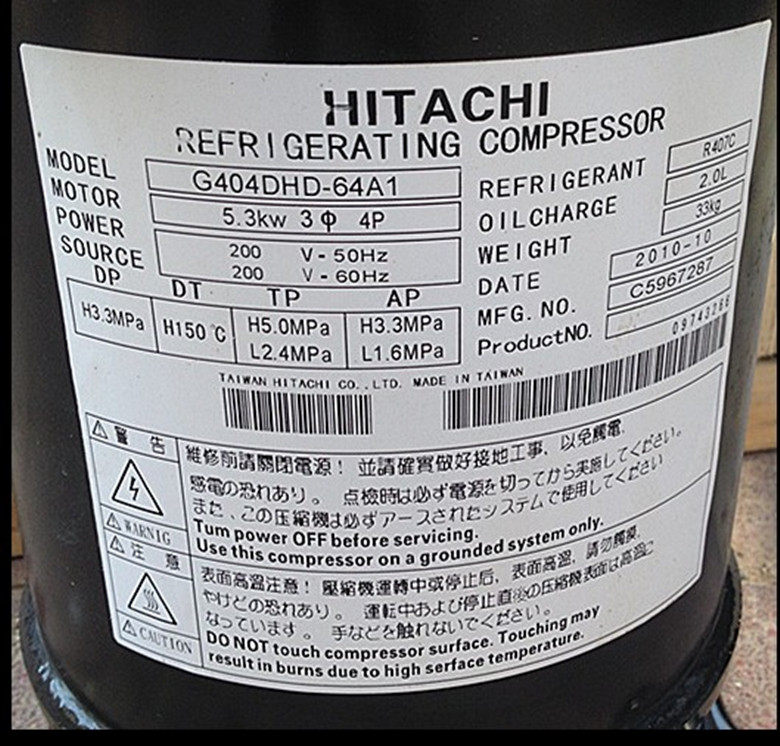 HITACHI
REFRIGERATING COMPRESSOR
MODEL G404DHD-64A1
MOTOR 5.3kw 3Φ 4P
POWER SOURCE 200 V-50Hz
200 V-60Hz
REFRIGERANT R407C
OILCHARGE 2.0L
WEIGHT 33kg
DATE 2010-10
MFG. NO. C5967287
ProductNO.
DP DT TP AP
H3.3MPa H150℃ H5.0MPa H3.3MPa
L2.4MPa L1.6MPa
TAIWAN HITACHI CO., LTD. MADE IN TAIWAN
09743266
⚠警告
維修前請關閉電源！ 並請確實做好接地工事，以免觸電.
感電の恐れあり。 点検時は必ず電源を切ってから実施してください。
また、この圧縮機は必ずアースされたシステムで使用してください
⚠WARNIG
Turn power OFF before servicing.
Use this compressor on a grounded system only.
⚠注意
表面高溫注意！ 壓縮機運轉中或停止后，表面高溫，請勿觸摸.
やけどの恐れあり。 運転中および停止直後の圧縮機表面は高温に
なっています。 手などを触れないでください。
⚠CAUTION
DO NOT touch compressor surface. Touching may
result in burns due to high serface temperature.